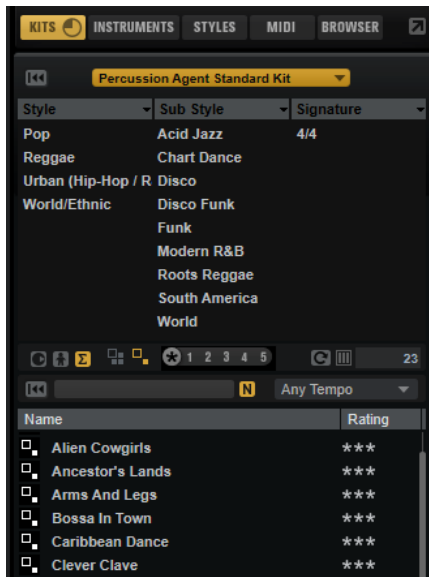 KITS INSTRUMENTS STYLES MIDI BROWSER
Percussion Agent Standard Kit
Style Sub Style Signature
Pop Acid Jazz 4/4
Reggae Chart Dance
Urban (Hip-Hop / R Disco
World/Ethnic Disco Funk
Funk
Modern R&B
Roots Reggae
South America
World
Σ 1 2 3 4 5 23
N Any Tempo
Name Rating
Alien Cowgirls ***
Ancestor's Lands ***
Arms And Legs ***
Bossa In Town ***
Caribbean Dance ***
Clever Clave ***